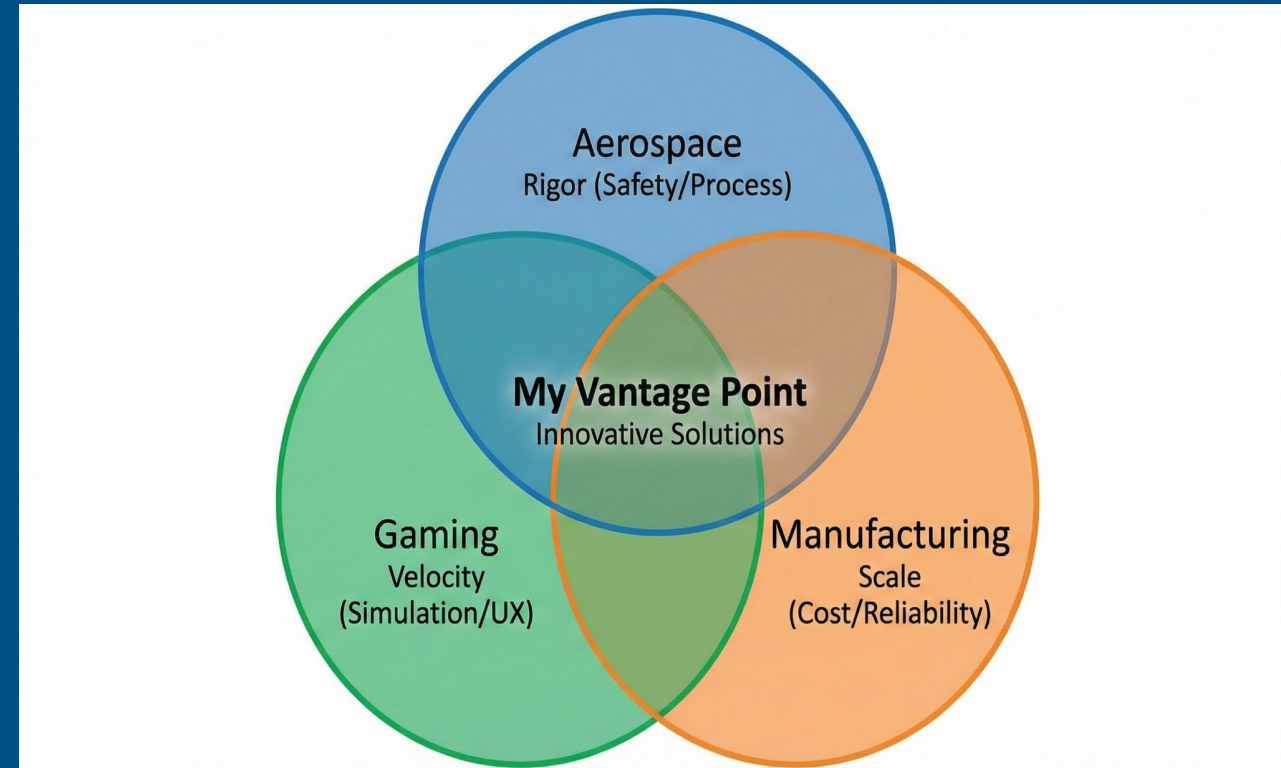 Aerospace
Rigor (Safety/Process)
My Vantage Point
Innovative Solutions
Gaming
Velocity
(Simulation/UX)
Manufacturing
Scale
(Cost/Reliability)